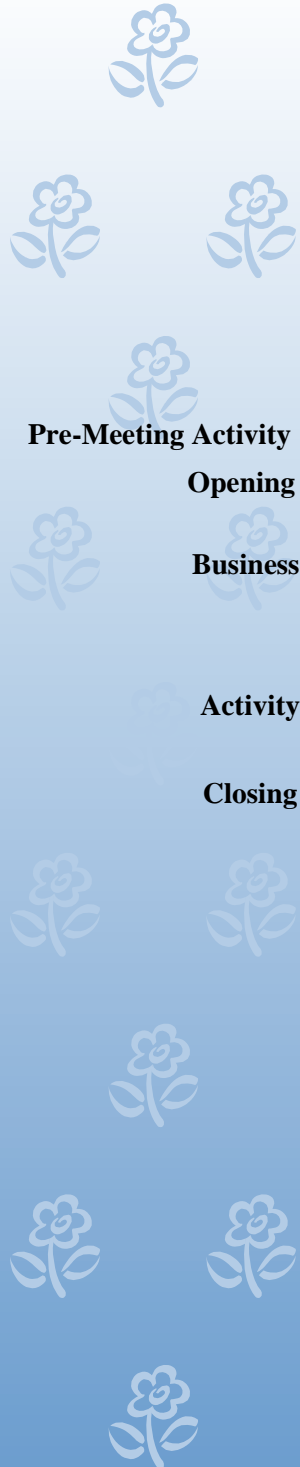 Pre-Meeting Activity
Opening
Business
Activity
Closing